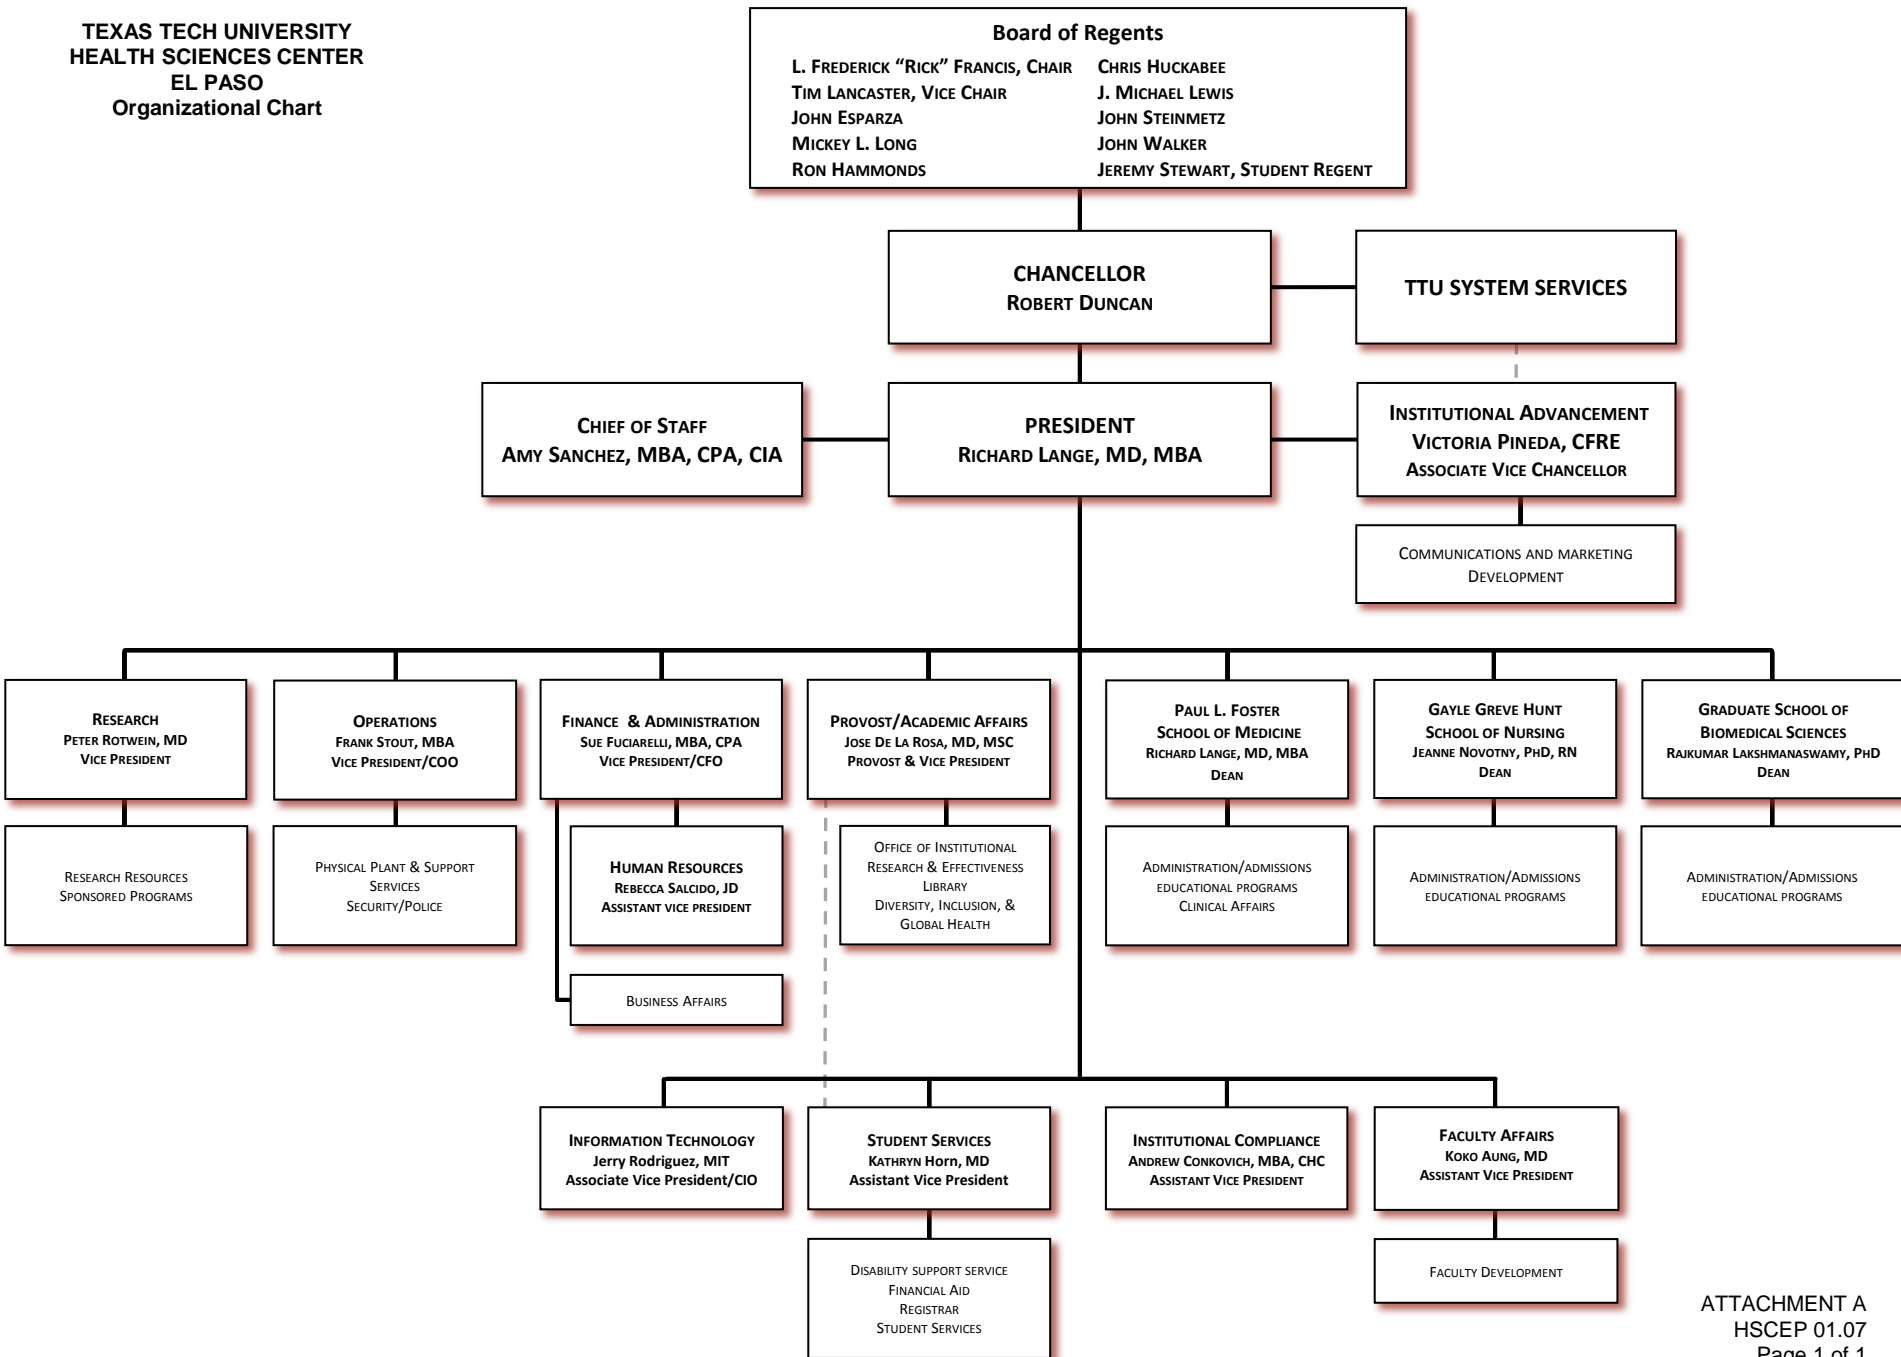 TEXAS TECH UNIVERSITY
HEALTH SCIENCES CENTER
EL PASO
Organizational Chart
Board of Regents
L. FREDERICK “RICK” FRANCIS, CHAIR
TIM LANCASTER, VICE CHAIR
JOHN ESPARZA
MICKEY L. LONG
RON HAMMONDS
CHRIS HUCKABEE
J. MICHAEL LEWIS
JOHN STEINMETZ
JOHN WALKER
JEREMY STEWART, STUDENT REGENT
CHANCELLOR
ROBERT DUNCAN
TTU SYSTEM SERVICES
CHIEF OF STAFF
AMY SANCHEZ, MBA, CPA, CIA
PRESIDENT
RICHARD LANGE, MD, MBA
INSTITUTIONAL ADVANCEMENT
VICTORIA PINEDA, CFRE
ASSOCIATE VICE CHANCELLOR
COMMUNICATIONS AND MARKETING
DEVELOPMENT
RESEARCH
PETER ROTWEIN, MD
VICE PRESIDENT
OPERATIONS
FRANK STOUT, MBA
VICE PRESIDENT/COO
FINANCE & ADMINISTRATION
SUE FUCIARELLI, MBA, CPA
VICE PRESIDENT/CFO
PROVOST/ACADEMIC AFFAIRS
JOSE DE LA ROSA, MD, MSC
PROVOST & VICE PRESIDENT
PAUL L. FOSTER
SCHOOL OF MEDICINE
RICHARD LANGE, MD, MBA
DEAN
GAYLE GREVE HUNT
SCHOOL OF NURSING
JEANNE NOVOTNY, PHD, RN
DEAN
GRADUATE SCHOOL OF
BIOMEDICAL SCIENCES
RAJKUMAR LAKSHMANASWAMY, PHD
DEAN
RESEARCH RESOURCES
SPONSORED PROGRAMS
PHYSICAL PLANT & SUPPORT
SERVICES
SECURITY/POLICE
HUMAN RESOURCES
REBECCA SALCIDO, JD
ASSISTANT VICE PRESIDENT
OFFICE OF INSTITUTIONAL
RESEARCH & EFFECTIVENESS
LIBRARY
DIVERSITY, INCLUSION, &
GLOBAL HEALTH
ADMINISTRATION/ADMISSIONS
EDUCATIONAL PROGRAMS
CLINICAL AFFAIRS
ADMINISTRATION/ADMISSIONS
EDUCATIONAL PROGRAMS
ADMINISTRATION/ADMISSIONS
EDUCATIONAL PROGRAMS
BUSINESS AFFAIRS
INFORMATION TECHNOLOGY
Jerry Rodriguez, MIT
Associate Vice President/CIO
STUDENT SERVICES
KATHRYN HORN, MD
Assistant Vice President
INSTITUTIONAL COMPLIANCE
ANDREW CONKOVICH, MBA, CHC
ASSISTANT VICE PRESIDENT
FACULTY AFFAIRS
KOKO AUNG, MD
ASSISTANT VICE PRESIDENT
DISABILITY SUPPORT SERVICE
FINANCIAL AID
REGISTRAR
STUDENT SERVICES
FACULTY DEVELOPMENT
ATTACHMENT A
HSCEP 01.07
Page 1 of 1